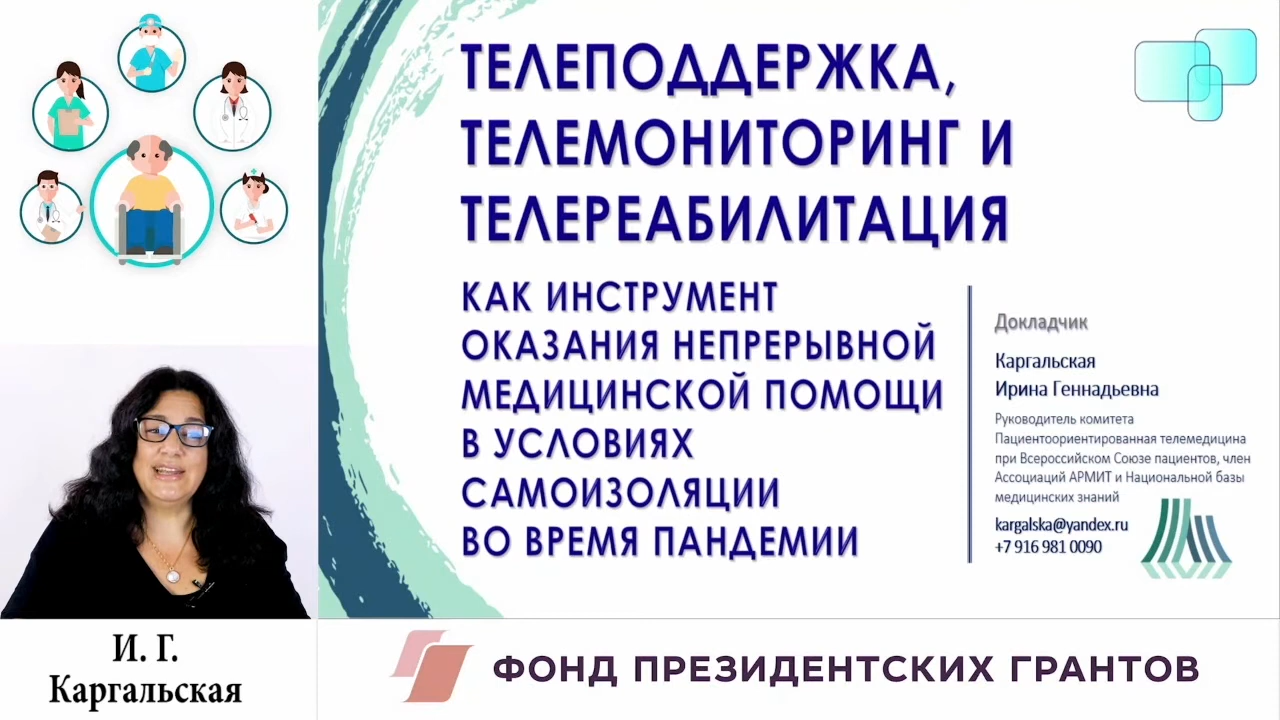 ТЕЛЕПОДДЕРЖКА,
ТЕЛЕМОНИТОРИНГ И
ТЕЛЕРЕАБИЛИТАЦИЯ
КАК ИНСТРУМЕНТ
ОКАЗАНИЯ НЕПРЕРЫВНОЙ
МЕДИЦИНСКОЙ ПОМОЩИ
В УСЛОВИЯХ
САМОИЗОЛЯЦИИ
ВО ВРЕМЯ ПАНДЕМИИ
Докладчик
Каргальская
Ирина Геннадьевна
Руководитель комитета
Пациентоориентированная телемедицина
при Всероссийском Союзе пациентов, член
Ассоциаций АРМИТ и Национальной базы
медицинских знаний
kargalska@yandex.ru
+7 916 981 0090
И. Г.
Каргальская
ФОНД ПРЕЗИДЕНТСКИХ ГРАНТОВ